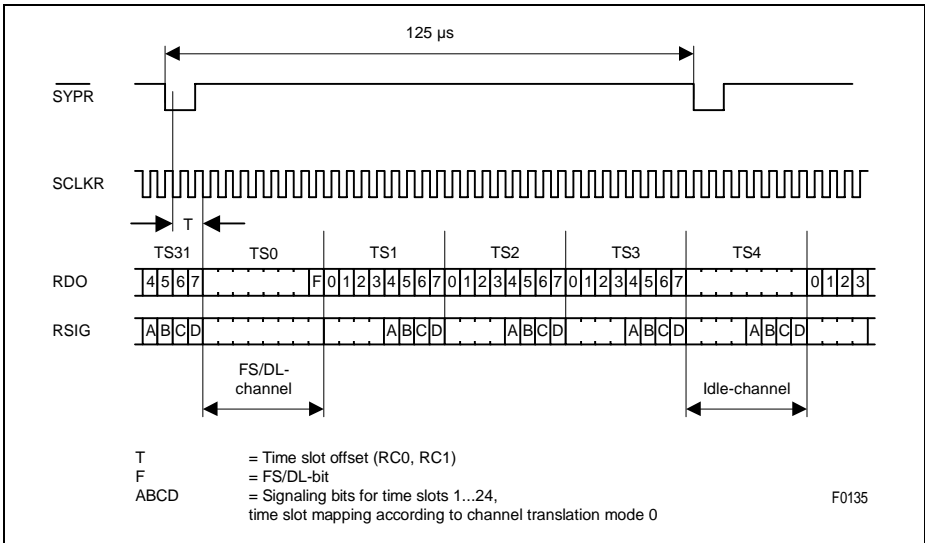 125 µs
SYPR
SCLKR
T
TS31 TS0 TS1 TS2 TS3 TS4
RDO 4 5 6 7 F 0 1 2 3 4 5 6 7 0 1 2 3 4 5 6 7 0 1 2 3 4 5 6 7 0 1 2 3
RSIG A B C D A B C D A B C D A B C D A B C D
FS/DL-
channel
Idle-channel
T = Time slot offset (RC0, RC1)
F = FS/DL-bit
ABCD = Signaling bits for time slots 1...24,
time slot mapping according to channel translation mode 0
F0135